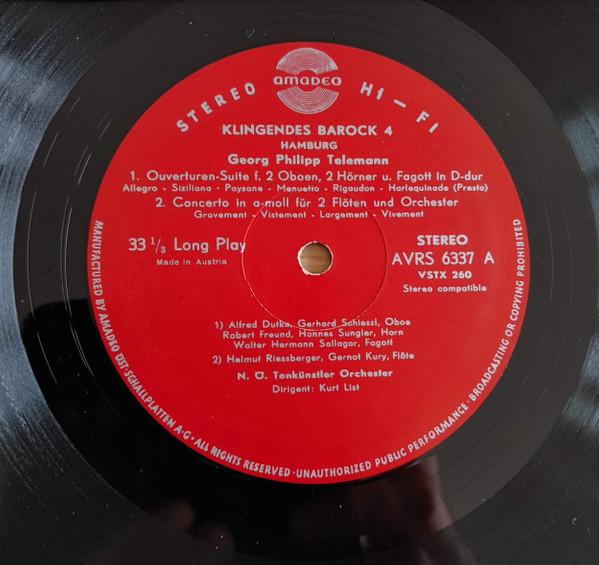 amadeo
STEREO HI-FI
KLINGENDES BAROCK 4
HAMBURG
Georg Philipp Telemann
1. Ouverturen-Suite f. 2 Oboen, 2 Hörner u. Fagott in D-dur
Allegro - Siziliana - Paysane - Menuetto - Rigaudon - Harlequinade (Presto)
2. Concerto in a-moll für 2 Flöten und Orchester
Gravement - Vistement - Largement - Vivement
33 1/3 Long Play
Made in Austria
STEREO
AVRS 6337 A
VSTX 260
Stereo compatible
1) Alfred Dutka, Gerhard Schiessl, Oboe
Robert Freund, Hannes Sungler, Horn
Walter Hermann Sallagar, Fagott
2) Helmut Riessberger, Gernot Kury, Flöte
N. Ö. Tonkünstler Orchester
Dirigent: Kurt List
MANUFACTURED BY AMADEO ÖST. SCHALLPLATTEN A-G · ALL RIGHTS RESERVED · UNAUTHORIZED PUBLIC PERFORMANCE · BROADCASTING OR COPYING PROHIBITED